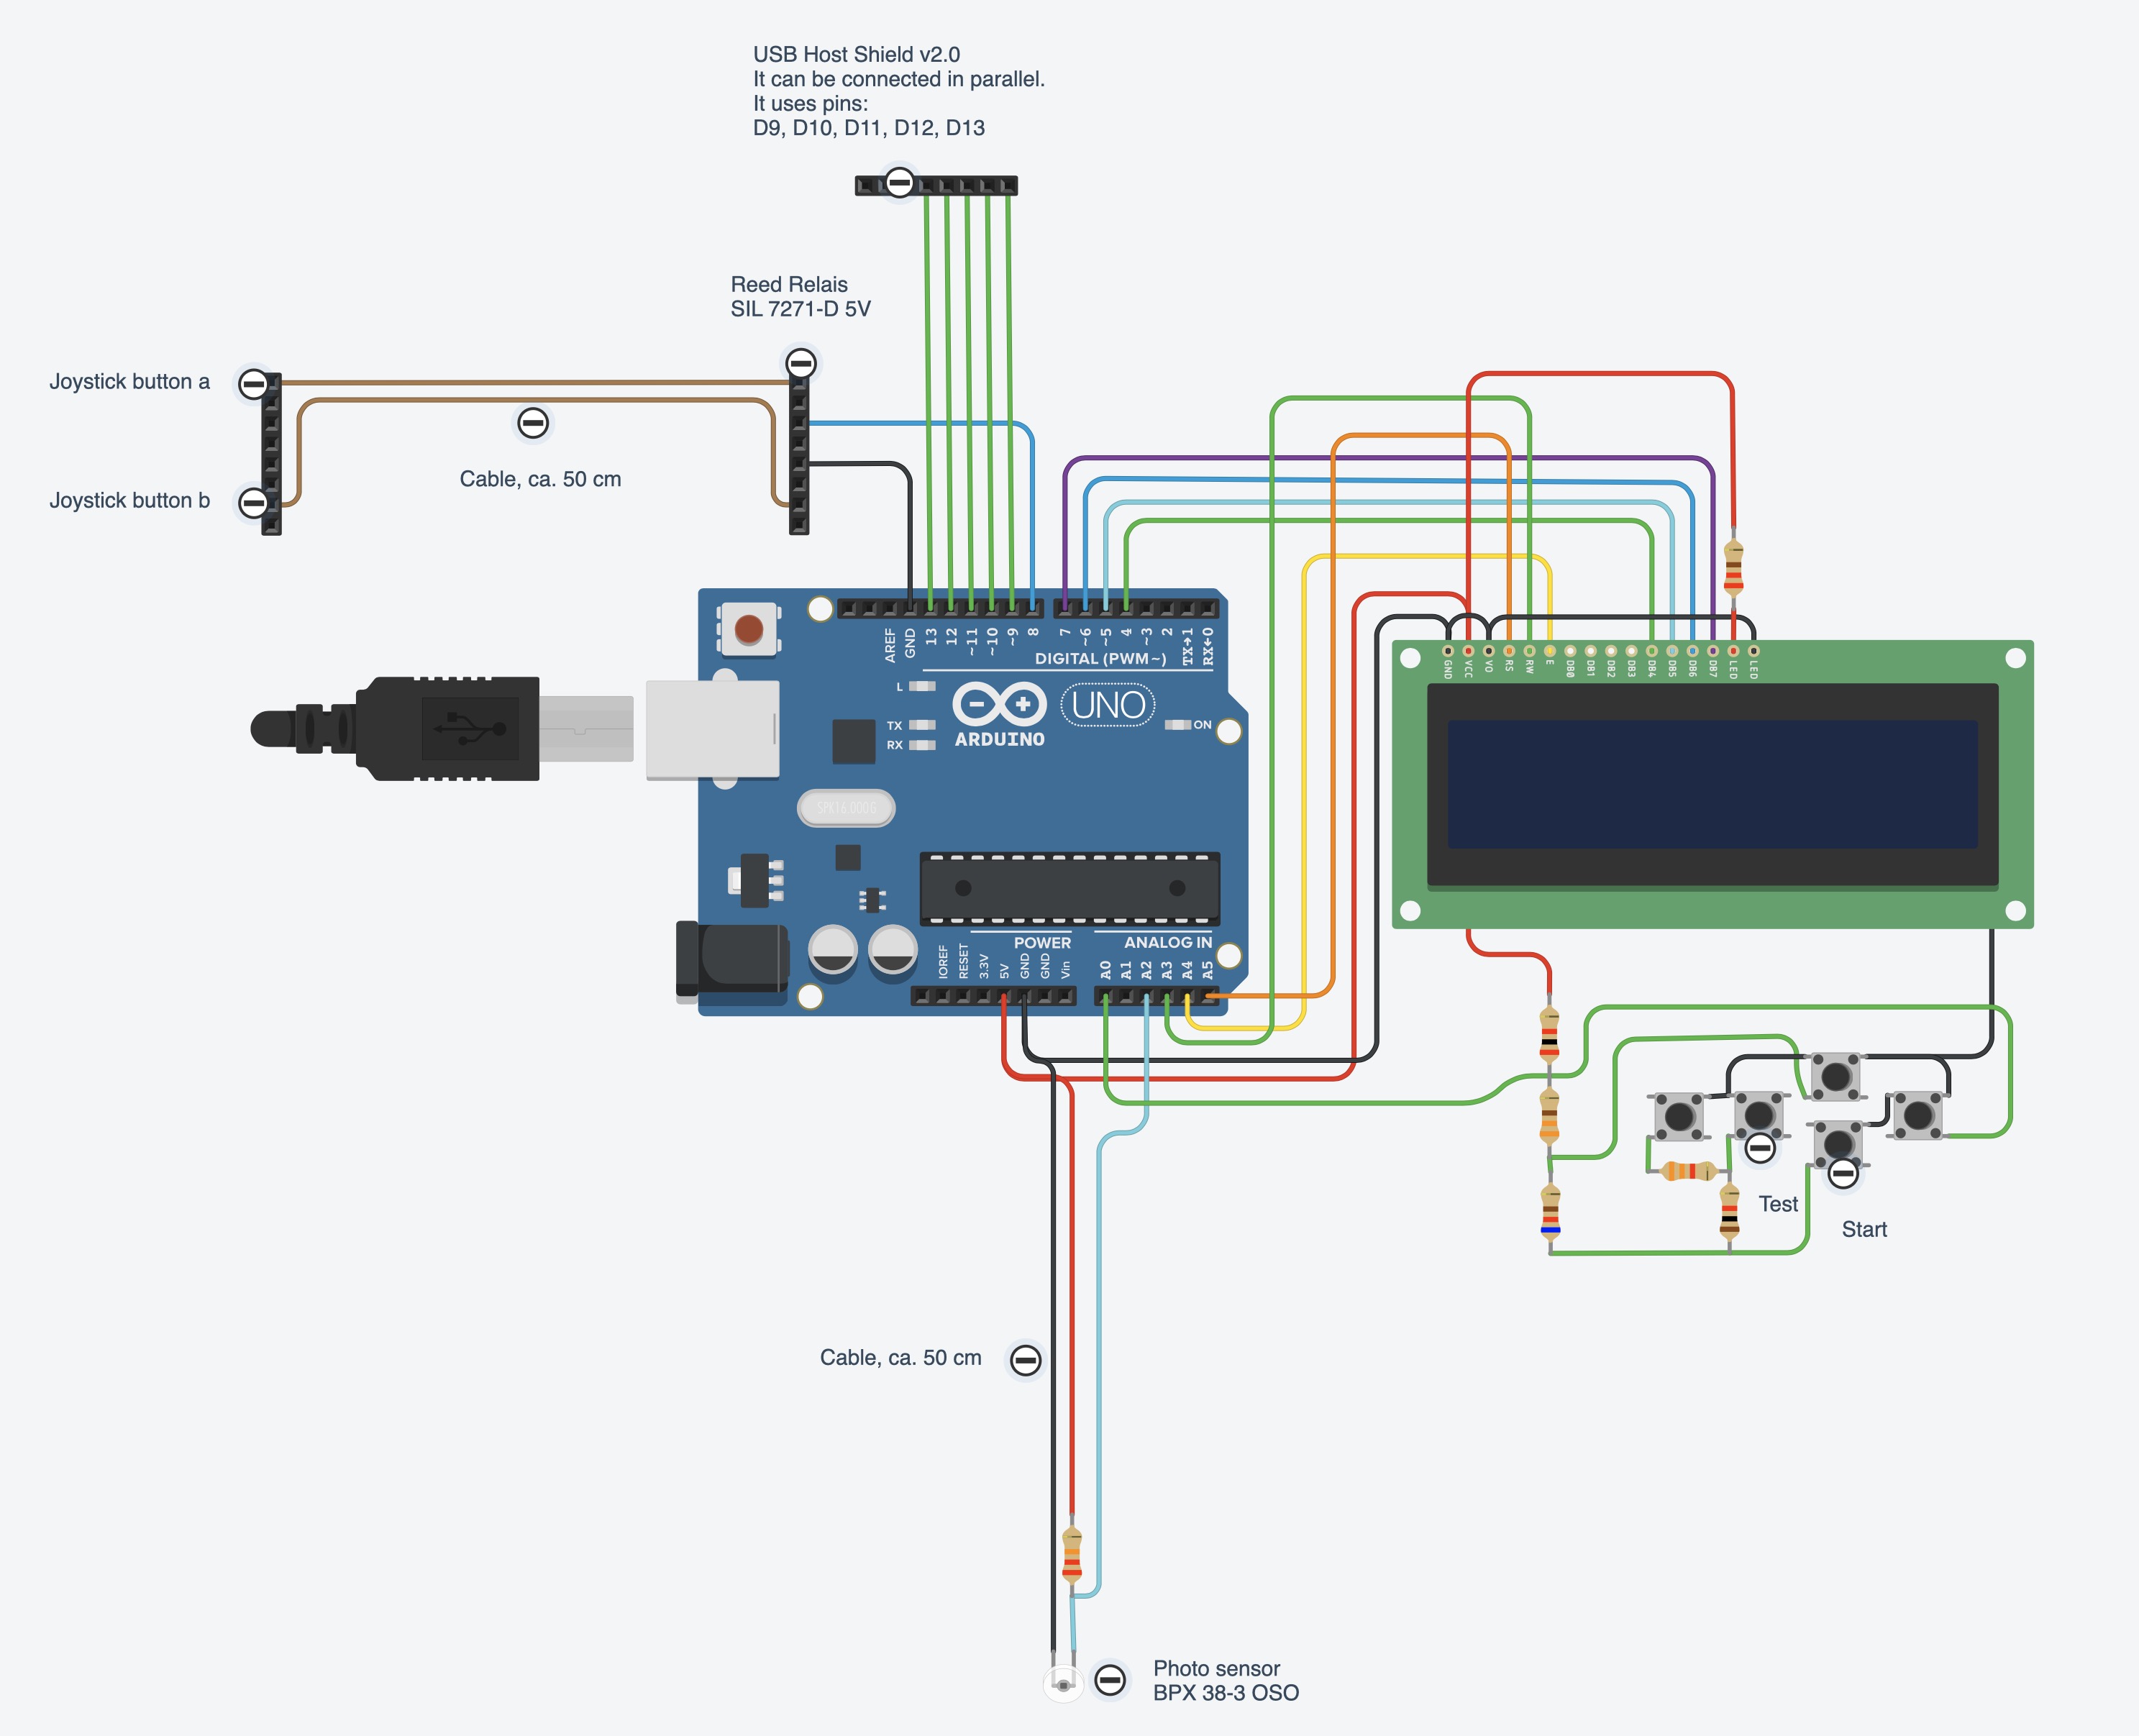 USB Host Shield v2.0
It can be connected in parallel.
It uses pins:
D9, D10, D11, D12, D13
Reed Relais
SIL 7271-D 5V
Joystick button a
Cable, ca. 50 cm
Joystick button b
AREF
GND
13
12
~11
~10
~9
8
7
~6
~5
4
~3
2
TX→1
RX←0
DIGITAL (PWM~)
L
TX
RX
UNO
ARDUINO
ON
SPX16.000G
GND
VCC
VO
RS
RW
E
DB0
DB1
DB2
DB3
DB4
DB5
DB6
DB7
LED
LED
POWER
ANALOG IN
IOREF
RESET
3.3V
5V
GND
GND
Vin
A0
A1
A2
A3
A4
A5
Test
Start
Cable, ca. 50 cm
Photo sensor
BPX 38-3 OSO